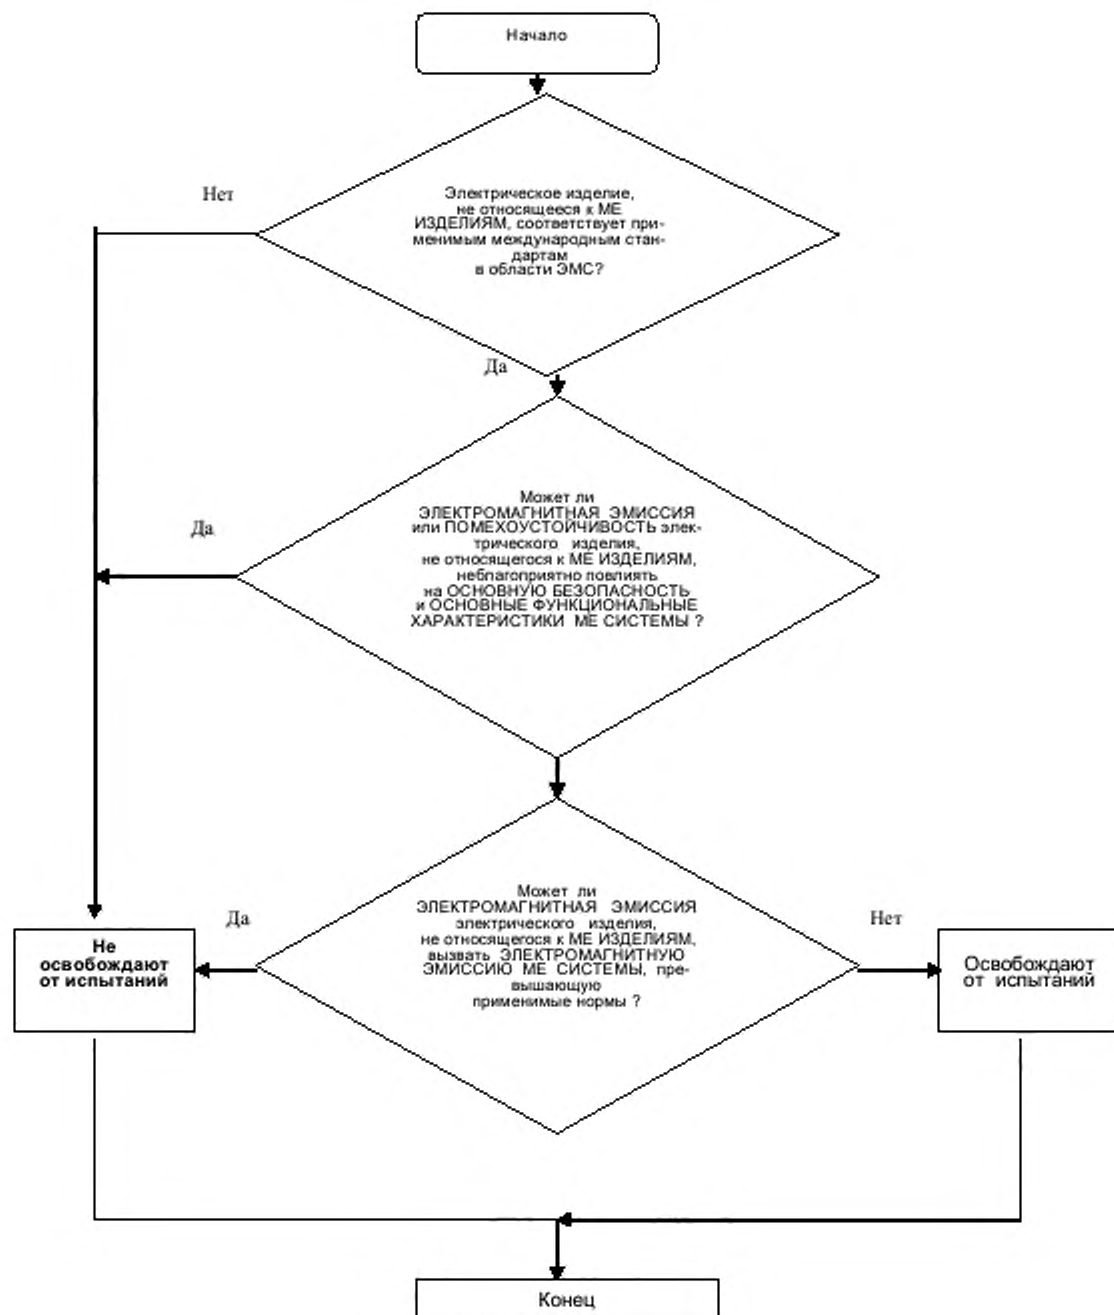 Начало
Нет
Электрическое изделие,
не относящееся к МЕ
ИЗДЕЛИЯМ, соответствует при-
менимым международным стан-
дартам
в области ЭМС?
Да
Может ли
ЭЛЕКТРОМАГНИТНАЯ ЭМИССИЯ
или ПОМЕХОУСТОЙЧИВОСТЬ элек-
трического изделия,
не относящегося к МЕ ИЗДЕЛИЯМ,
неблагоприятно повлиять
на ОСНОВНУЮ БЕЗОПАСНОСТЬ
и ОСНОВНЫЕ ФУНКЦИОНАЛЬНЫЕ
ХАРАКТЕРИСТИКИ МЕ СИСТЕМЫ ?
Да
Может ли
ЭЛЕКТРОМАГНИТНАЯ ЭМИССИЯ
электрического изделия,
не относящегося к МЕ ИЗДЕЛИЯМ,
вызвать ЭЛЕКТРОМАГНИТНУЮ
ЭМИССИЮ МЕ СИСТЕМЫ, пре-
вышающую
применимые нормы ?
Да
Нет
Не
освобождают
от испытаний
Освобождают
от испытаний
Конец